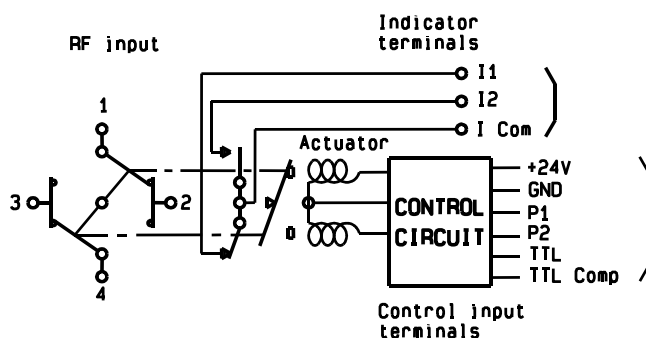 Indicator
terminals
RF input
I1
I2
I Com
1
Actuator
3
2
4
CONTROL
CIRCUIT
+24V
GND
P1
P2
TTL
TTL Comp
Control input
terminals